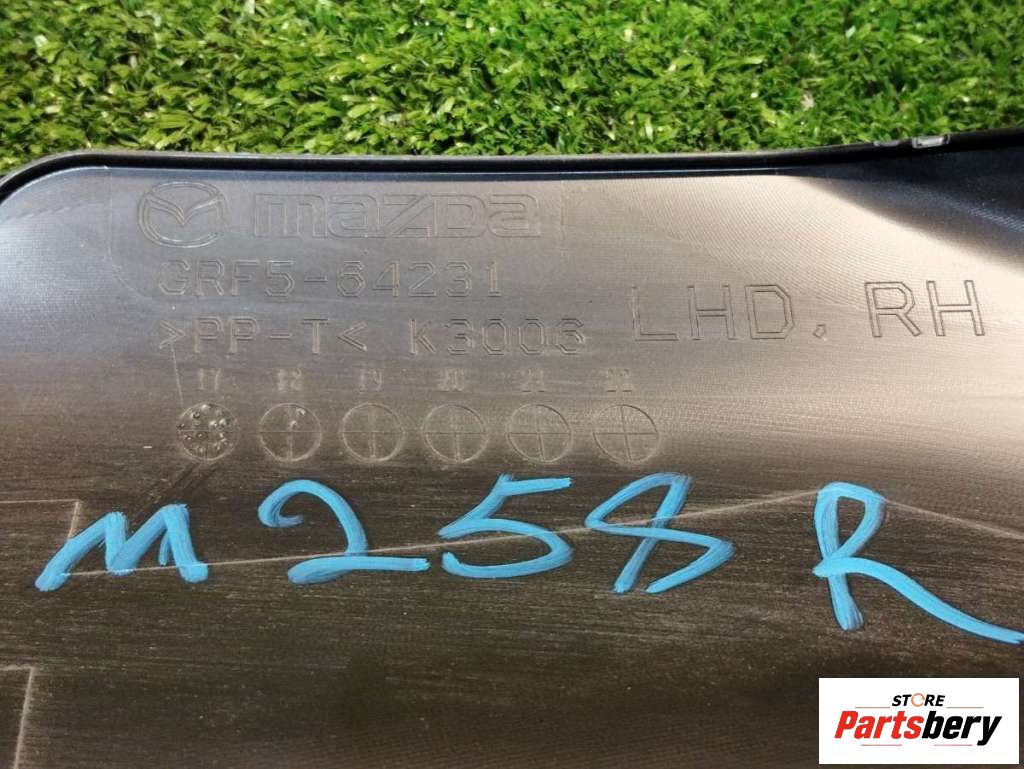 mazda
GRF5-64231
>PP-T< K3006
LHD, RH
17 18 19 20 21 22
M258R
STORE
Partsbery